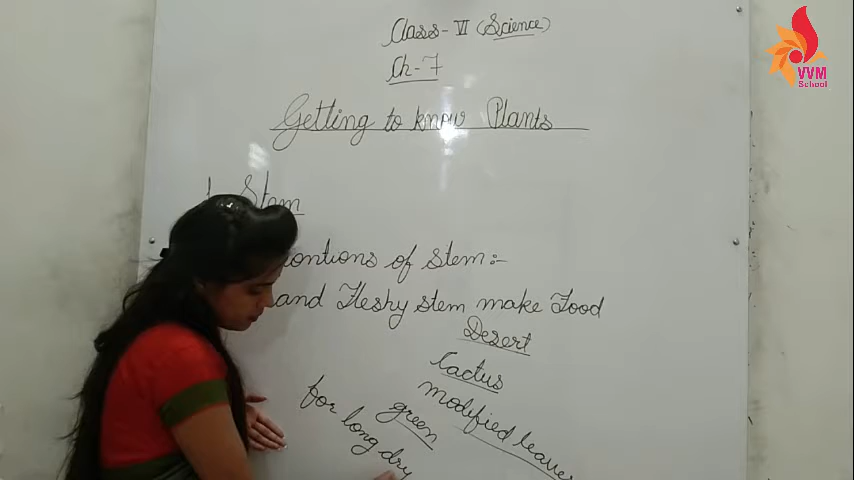 Class - VI (Science)
Ch - 7
Getting to know Plants
1. Stem
of stem :-
and Fleshy stem make Food
Desert
Cactus
modified leaves
green
for long dry
VVM
School